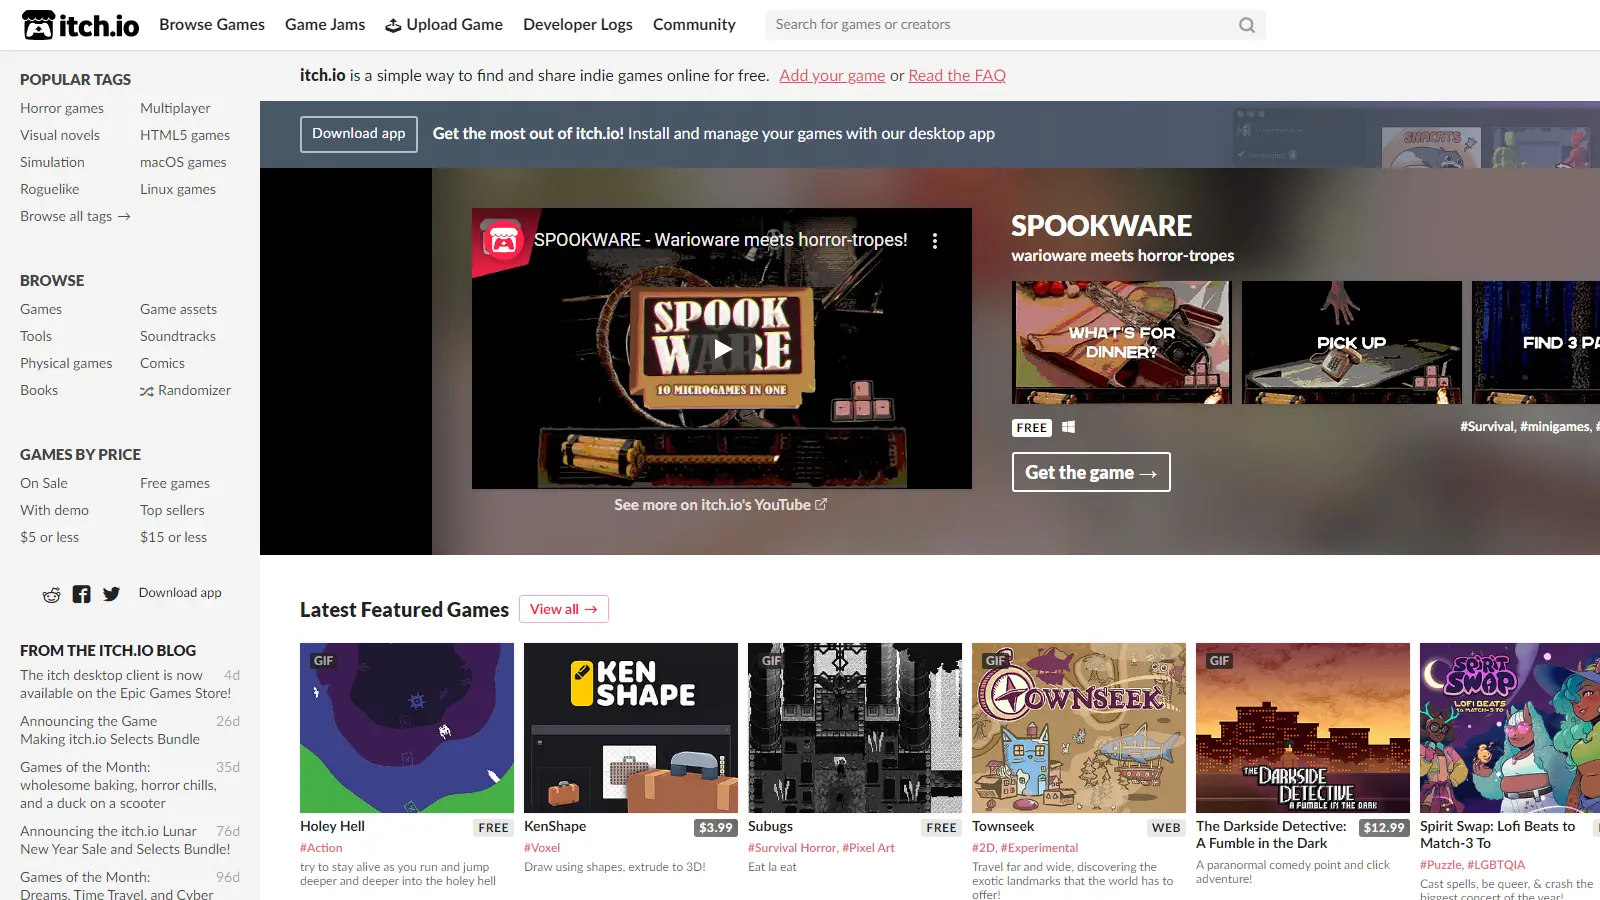 itch.io
Browse Games
Game Jams
Upload Game
Developer Logs
Community
Search for games or creators
POPULAR TAGS
Horror games
Multiplayer
Visual novels
HTML5 games
Simulation
macOS games
Roguelike
Linux games
Browse all tags →
BROWSE
Games
Game assets
Tools
Soundtracks
Physical games
Comics
Books
Randomizer
GAMES BY PRICE
On Sale
Free games
With demo
Top sellers
$5 or less
$15 or less
Download app
FROM THE ITCH.IO BLOG
The itch desktop client is now 4d
available on the Epic Games Store!
Announcing the Game 26d
Making itch.io Selects Bundle
Games of the Month: 35d
wholesome baking, horror chills,
and a duck on a scooter
Announcing the itch.io Lunar 76d
New Year Sale and Selects Bundle!
Games of the Month: 96d
Dreams, Time Travel, and Cyber
itch.io is a simple way to find and share indie games online for free. Add your game or Read the FAQ
Download app
Get the most out of itch.io! Install and manage your games with our desktop app
SNACATS
SPOOKWARE - Warioware meets horror-tropes!
SPOOK
WARE
10 MICROGAMES IN ONE
See more on itch.io's YouTube
SPOOKWARE
warioware meets horror-tropes
WHAT'S FOR
DINNER?
PICK UP
FIND 3 PA
FREE
#Survival, #minigames, #
Get the game →
Latest Featured Games
View all →
GIF
Holey Hell
FREE
#Action
try to stay alive as you run and jump
deeper and deeper into the holey hell
KEN
SHAPE
KenShape
$3.99
#Voxel
Draw using shapes, extrude to 3D!
GIF
Subugs
FREE
#Survival Horror, #Pixel Art
Eat la eat
GIF
TOWNSEEK
Townseek
WEB
#2D, #Experimental
Travel far and wide, discovering the
exotic landmarks that the world has to
offer!
GIF
THE DARKSIDE
DETECTIVE
A FUMBLE IN THE DARK
The Darkside Detective:
A Fumble in the Dark
$12.99
A paranormal comedy point and click
adventure!
SPIRIT
SWAP
LOFI BEATS
TO MATCH-3 TO
Spirit Swap: Lofi Beats to
Match-3 To
#Puzzle, #LGBTQIA
Cast spells, be queer, & crash the
biggest concert of the year!